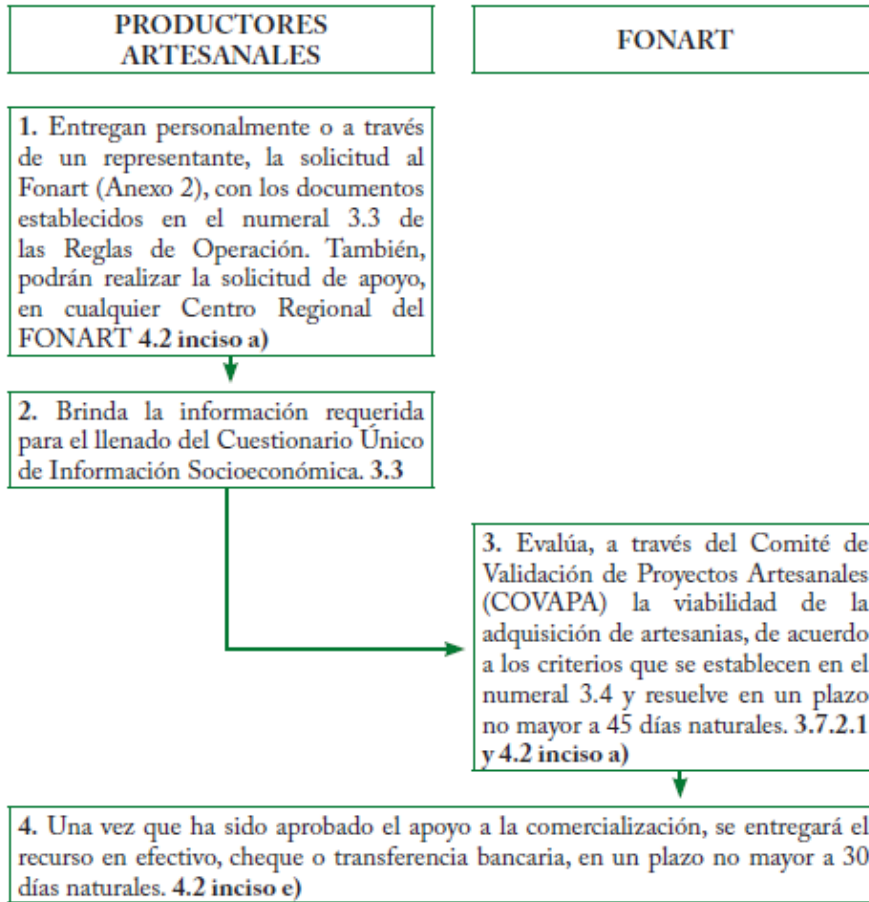 PRODUCTORES
ARTESANALES
FONART
1. Entregan personalmente o a través
de un representante, la solicitud al
Fonart (Anexo 2), con los documentos
establecidos en el numeral 3.3 de
las Reglas de Operación. También,
podrán realizar la solicitud de apoyo,
en cualquier Centro Regional del
FONART 4.2 inciso a)
2. Brinda la información requerida
para el llenado del Cuestionario Único
de Información Socioeconómica. 3.3
3. Evalúa, a través del Comité de
Validación de Proyectos Artesanales
(COVAPA) la viabilidad de la
adquisición de artesanias, de acuerdo
a los criterios que se establecen en el
numeral 3.4 y resuelve en un plazo
no mayor a 45 días naturales. 3.7.2.1
y 4.2 inciso a)
4. Una vez que ha sido aprobado el apoyo a la comercialización, se entregará el
recurso en efectivo, cheque o transferencia bancaria, en un plazo no mayor a 30
días naturales. 4.2 inciso e)